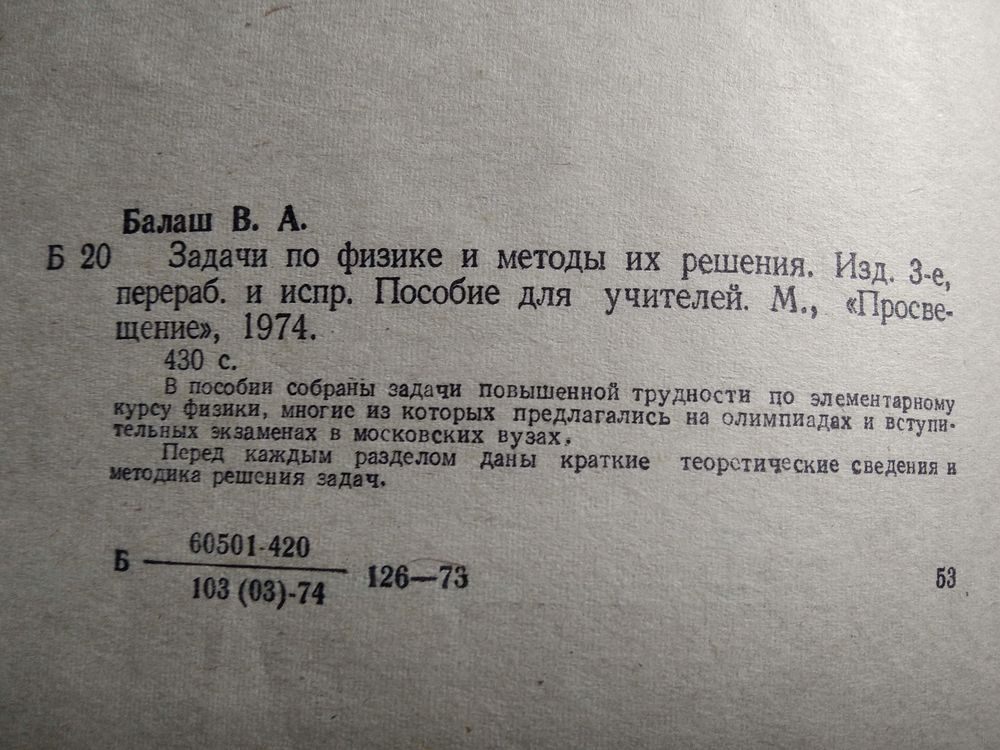 Балаш В. А.
Б 20 Задачи по физике и методы их решения. Изд. 3-е,
перераб. и испр. Пособие для учителей. М., «Просве-
щение», 1974.
430 с.
В пособии собраны задачи повышенной трудности по элементарному
курсу физики, многие из которых предлагались на олимпиадах и вступи-
тельных экзаменах в московских вузах.
Перед каждым разделом даны краткие теоретические сведения и
методика решения задач.
60501-420
Б 126—73 53
103 (03)-74